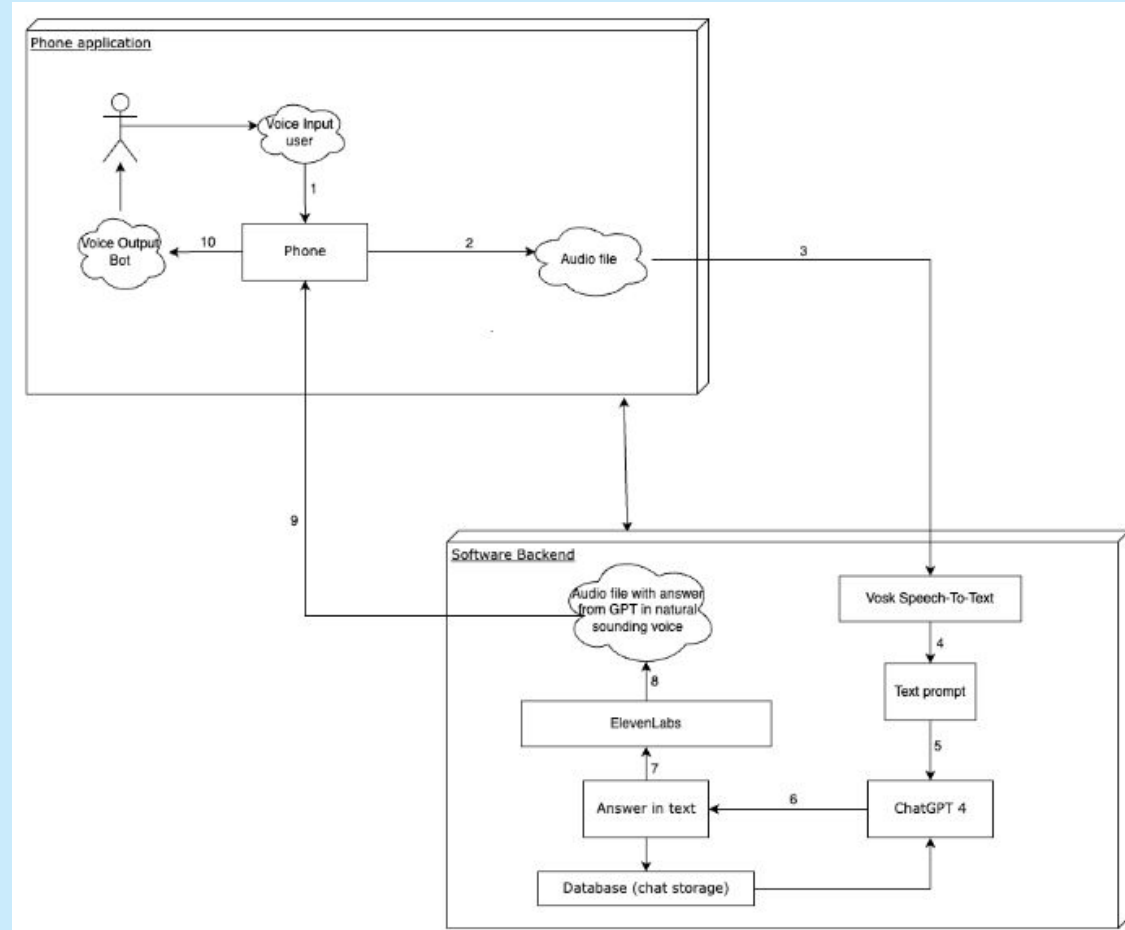 Phone application
Voice Input
user
1
Voice Output
Bot
10
Phone
2
Audio file
3
9
Software Backend
Audio file with answer
from GPT in natural
sounding voice
Vosk Speech-To-Text
4
8
Text prompt
ElevenLabs
5
7
Answer in text
6
ChatGPT 4
Database (chat storage)